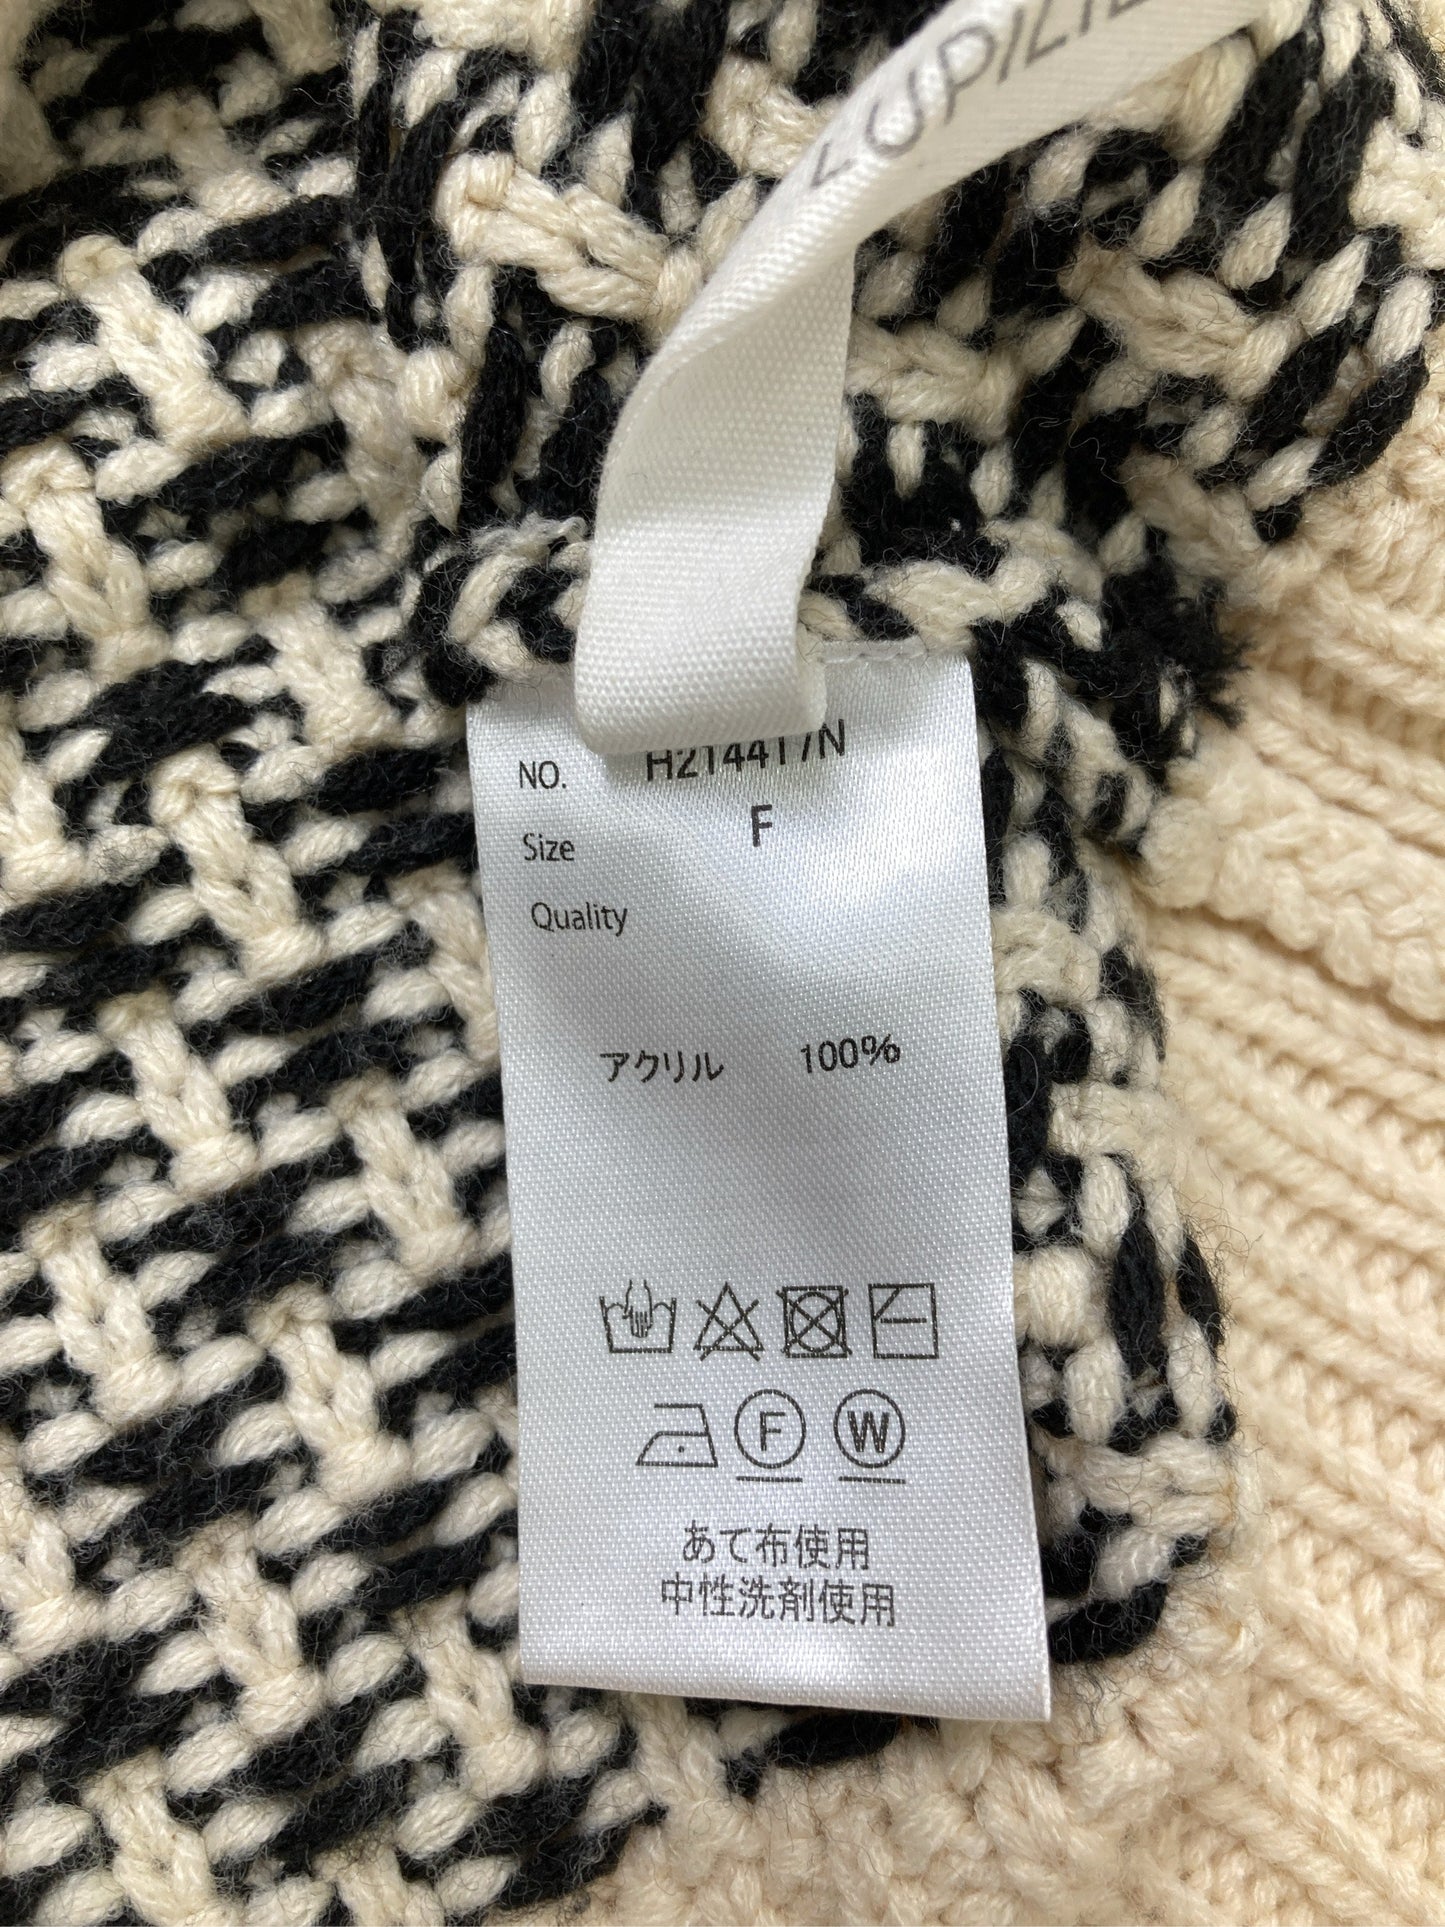 NO. H214417N
Size F
Quality
アクリル 100%
F W
あて布使用
中性洗剤使用